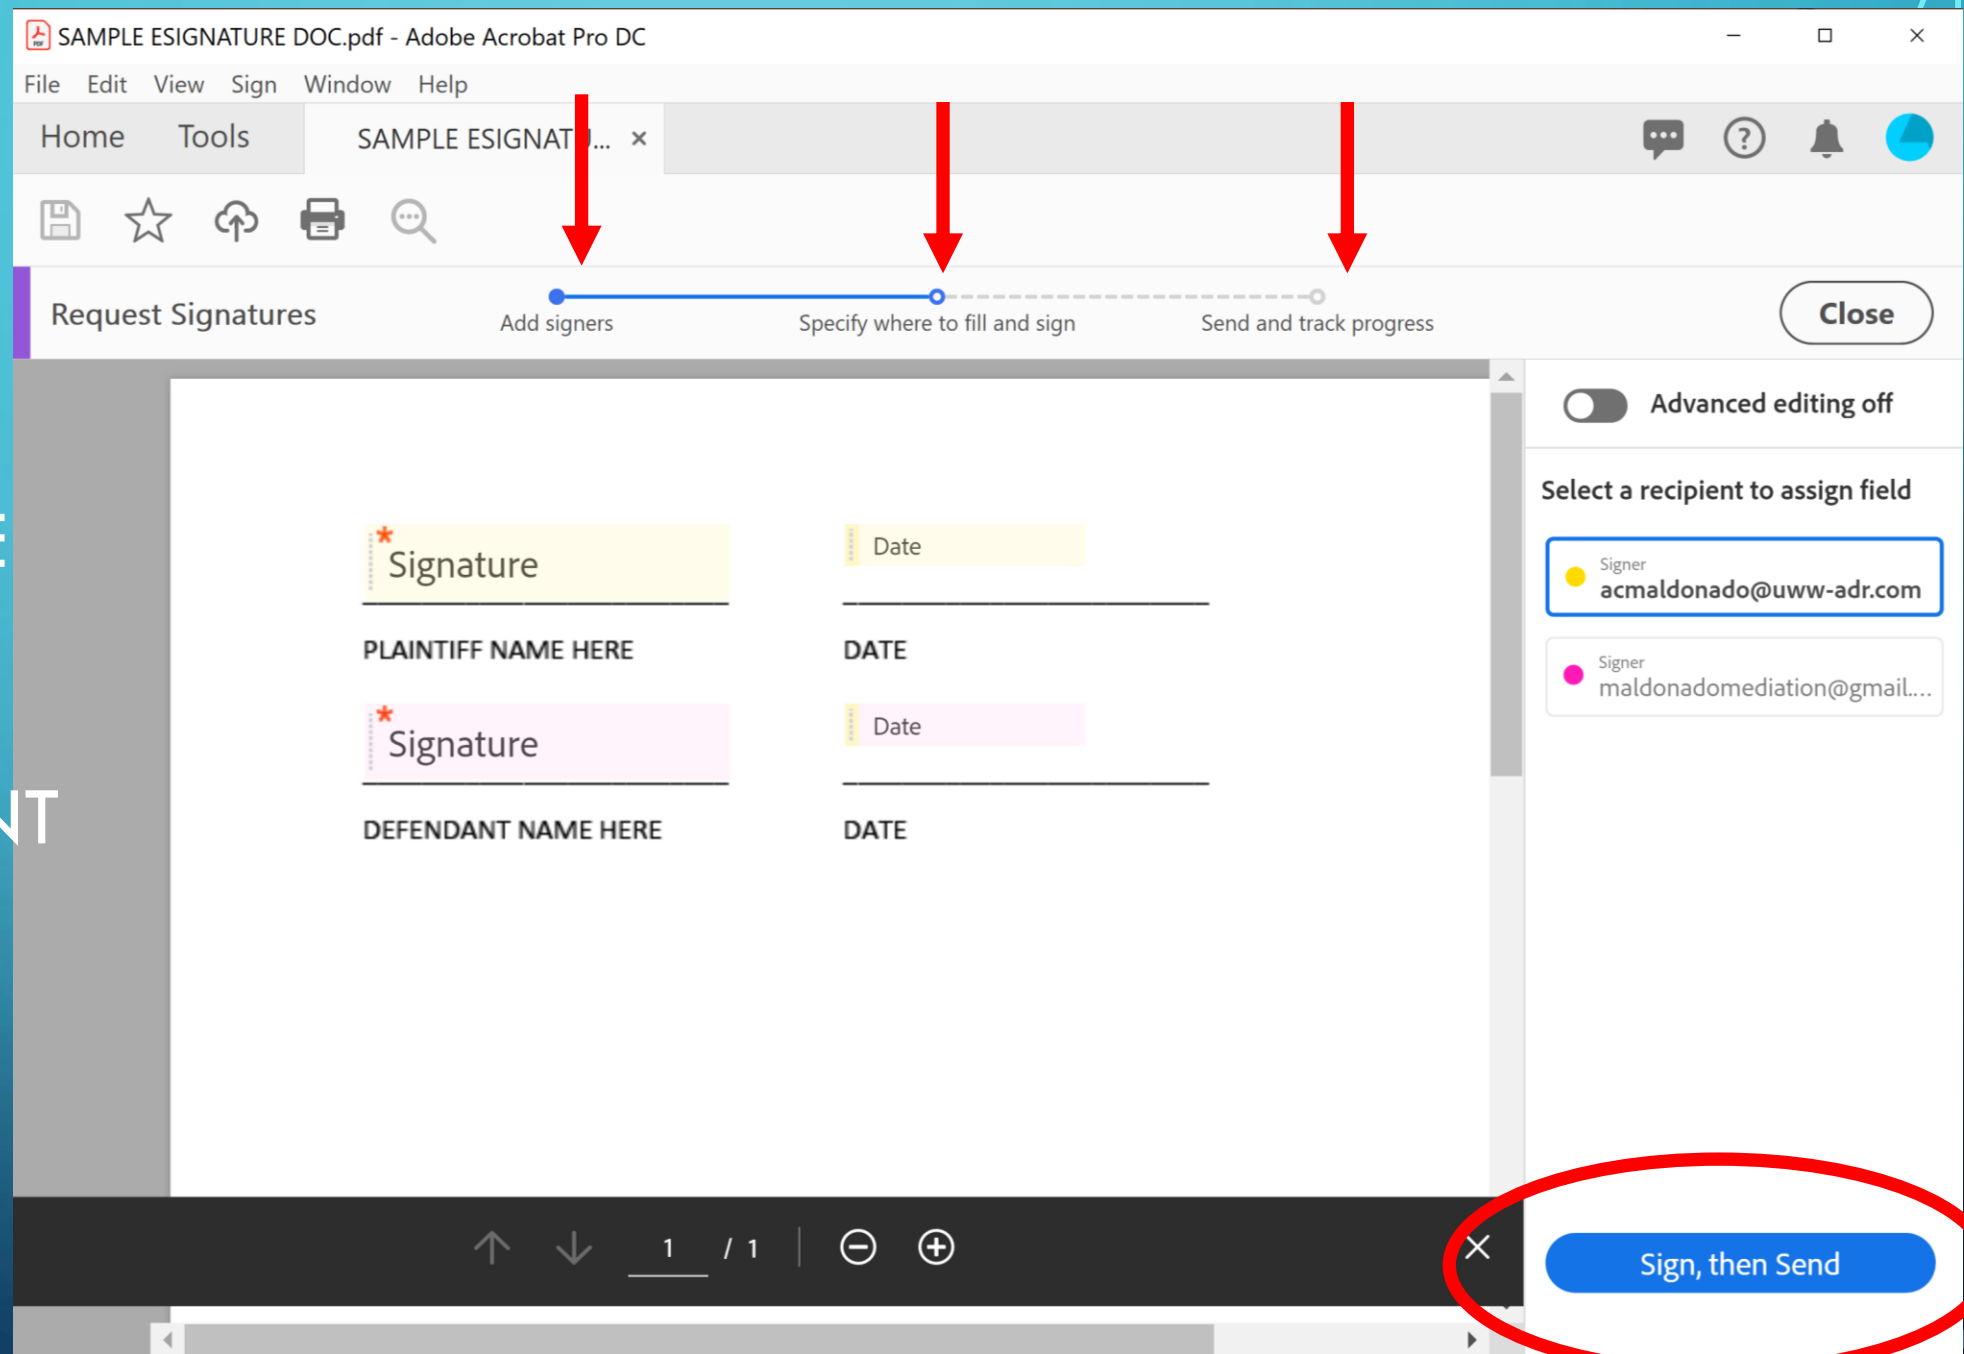 SAMPLE ESIGNATURE DOC.pdf - Adobe Acrobat Pro DC
File Edit View Sign Window Help
Home Tools SAMPLE ESIGNATU... ×
Request Signatures
Add signers
Specify where to fill and sign
Send and track progress
Close
Advanced editing off
Select a recipient to assign field
Signer
acmaldonado@uww-adr.com
Signer
maldonadomediation@gmail....
* Signature
Date
PLAINTIFF NAME HERE DATE
* Signature
Date
DEFENDANT NAME HERE DATE
NT
1 / 1
Sign, then Send